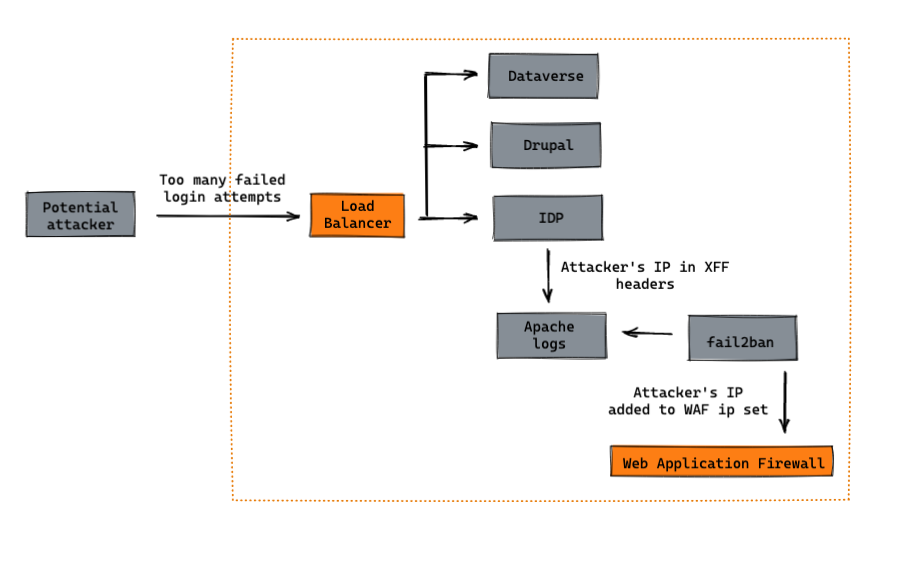 Dataverse
Drupal
Too many failed
login attempts
Potential
attacker
Load
Balancer
IDP
Attacker's IP in XFF
headers
Apache
logs
fail2ban
Attacker's IP
added to WAF ip set
Web Application Firewall